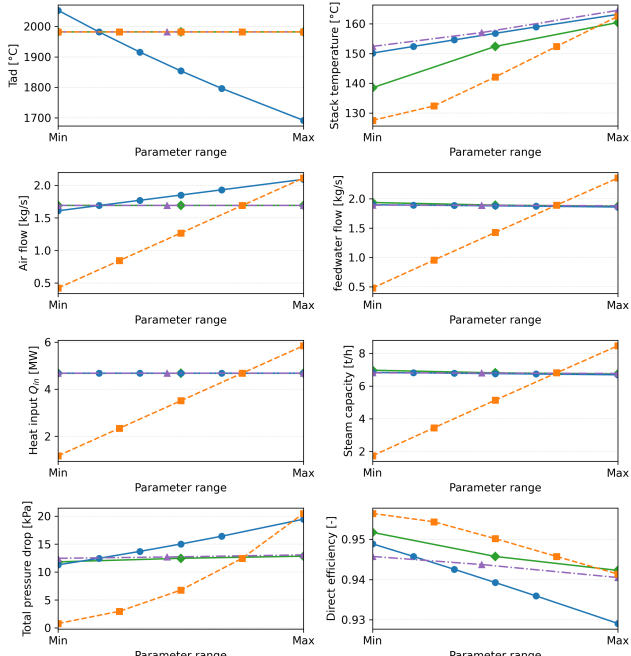 Tad [°C]
2000
1900
1800
1700
Min
Max
Parameter range
Stack temperature [°C]
160
150
140
130
Min
Max
Parameter range
Air flow [kg/s]
2.0
1.5
1.0
0.5
Min
Max
Parameter range
feedwater flow [kg/s]
2.0
1.5
1.0
0.5
Min
Max
Parameter range
Heat input Qin [MW]
6
4
2
Min
Max
Parameter range
Steam capacity [t/h]
8
6
4
2
Min
Max
Parameter range
Total pressure drop [kPa]
20
15
10
5
0
Min
Max
Parameter range
Direct efficiency [-]
0.95
0.94
0.93
Min
Max
Parameter range